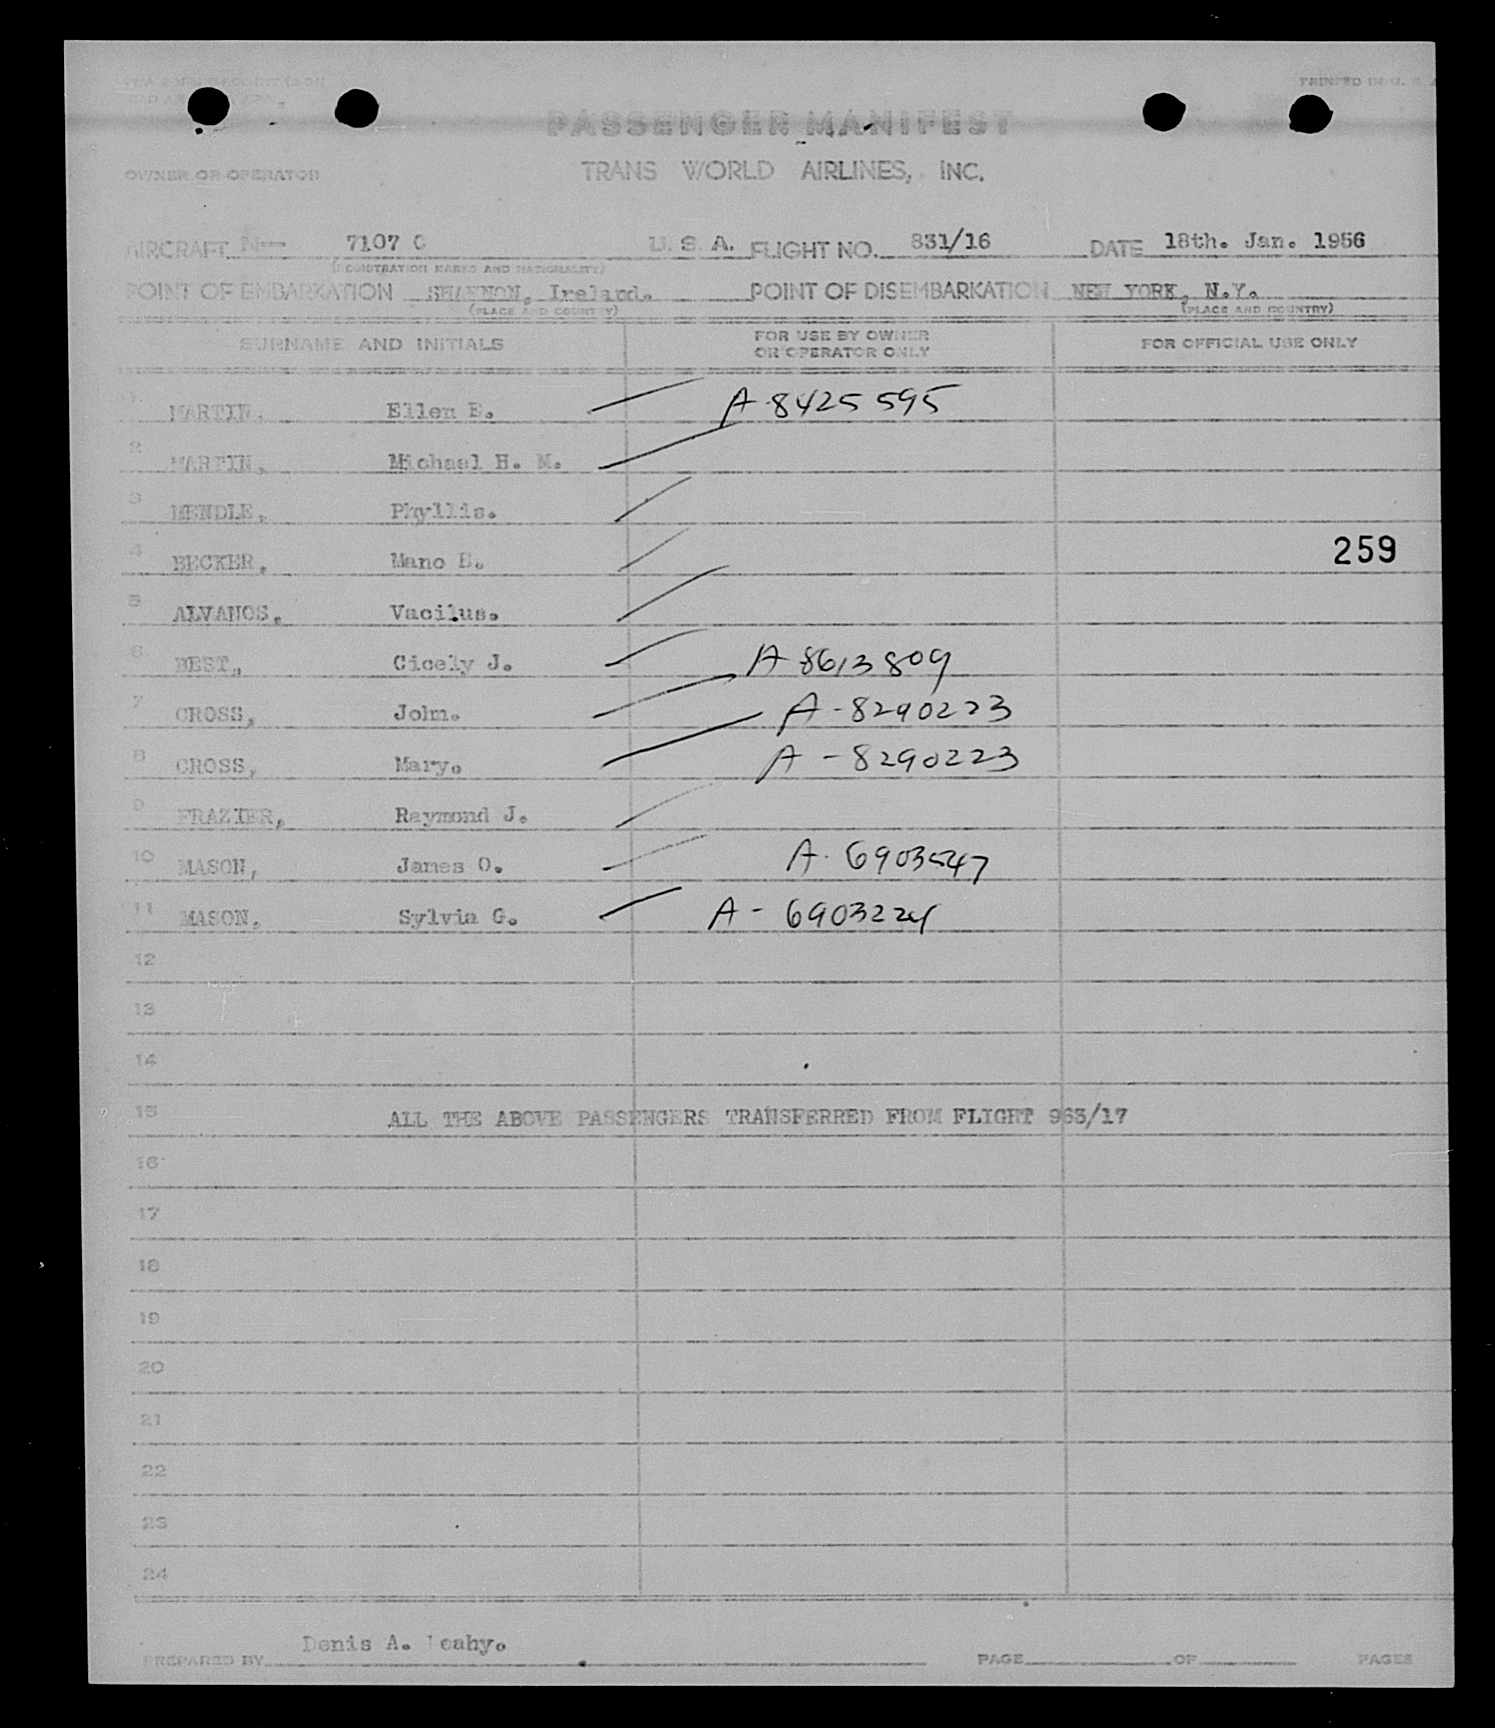 PRINTED IN U. S. A
PASSENGER MANIFEST
OWNER OR OPERATOR TRANS WORLD AIRLINES, INC.
AIRCRAFT N— 7107 C U. S. A. FLIGHT NO. 831/16 DATE 18th. Jan. 1956
(REGISTRATION MARKS AND NATIONALITY)
POINT OF EMBARKATION SHANNON, Ireland. POINT OF DISEMBARKATION NEW YORK, N.Y.
(PLACE AND COUNTRY) (PLACE AND COUNTRY)
SURNAME AND INITIALS FOR USE BY OWNER OR OPERATOR ONLY FOR OFFICIAL USE ONLY
1 MARTIN, Ellen E. A-8425595
2 MARTIN, Michael H. M.
3 MENDLE, Phyllis.
4 BECKER, Mano B. 259
5 ALVANOS, Vacilus.
6 BEST, Cicely J. A-8613809
7 CROSS, John. A-8290223
8 CROSS, Mary. A-8290223
9 FRAZIER, Raymond J.
10 MASON, James O. A-6903547
11 MASON, Sylvia G. A-6903224
12
13
14
15 ALL THE ABOVE PASSENGERS TRANSFERRED FROM FLIGHT 963/17
16
17
18
19
20
21
22
23
24
PREPARED BY Denis A. Leahy. PAGE OF PAGES